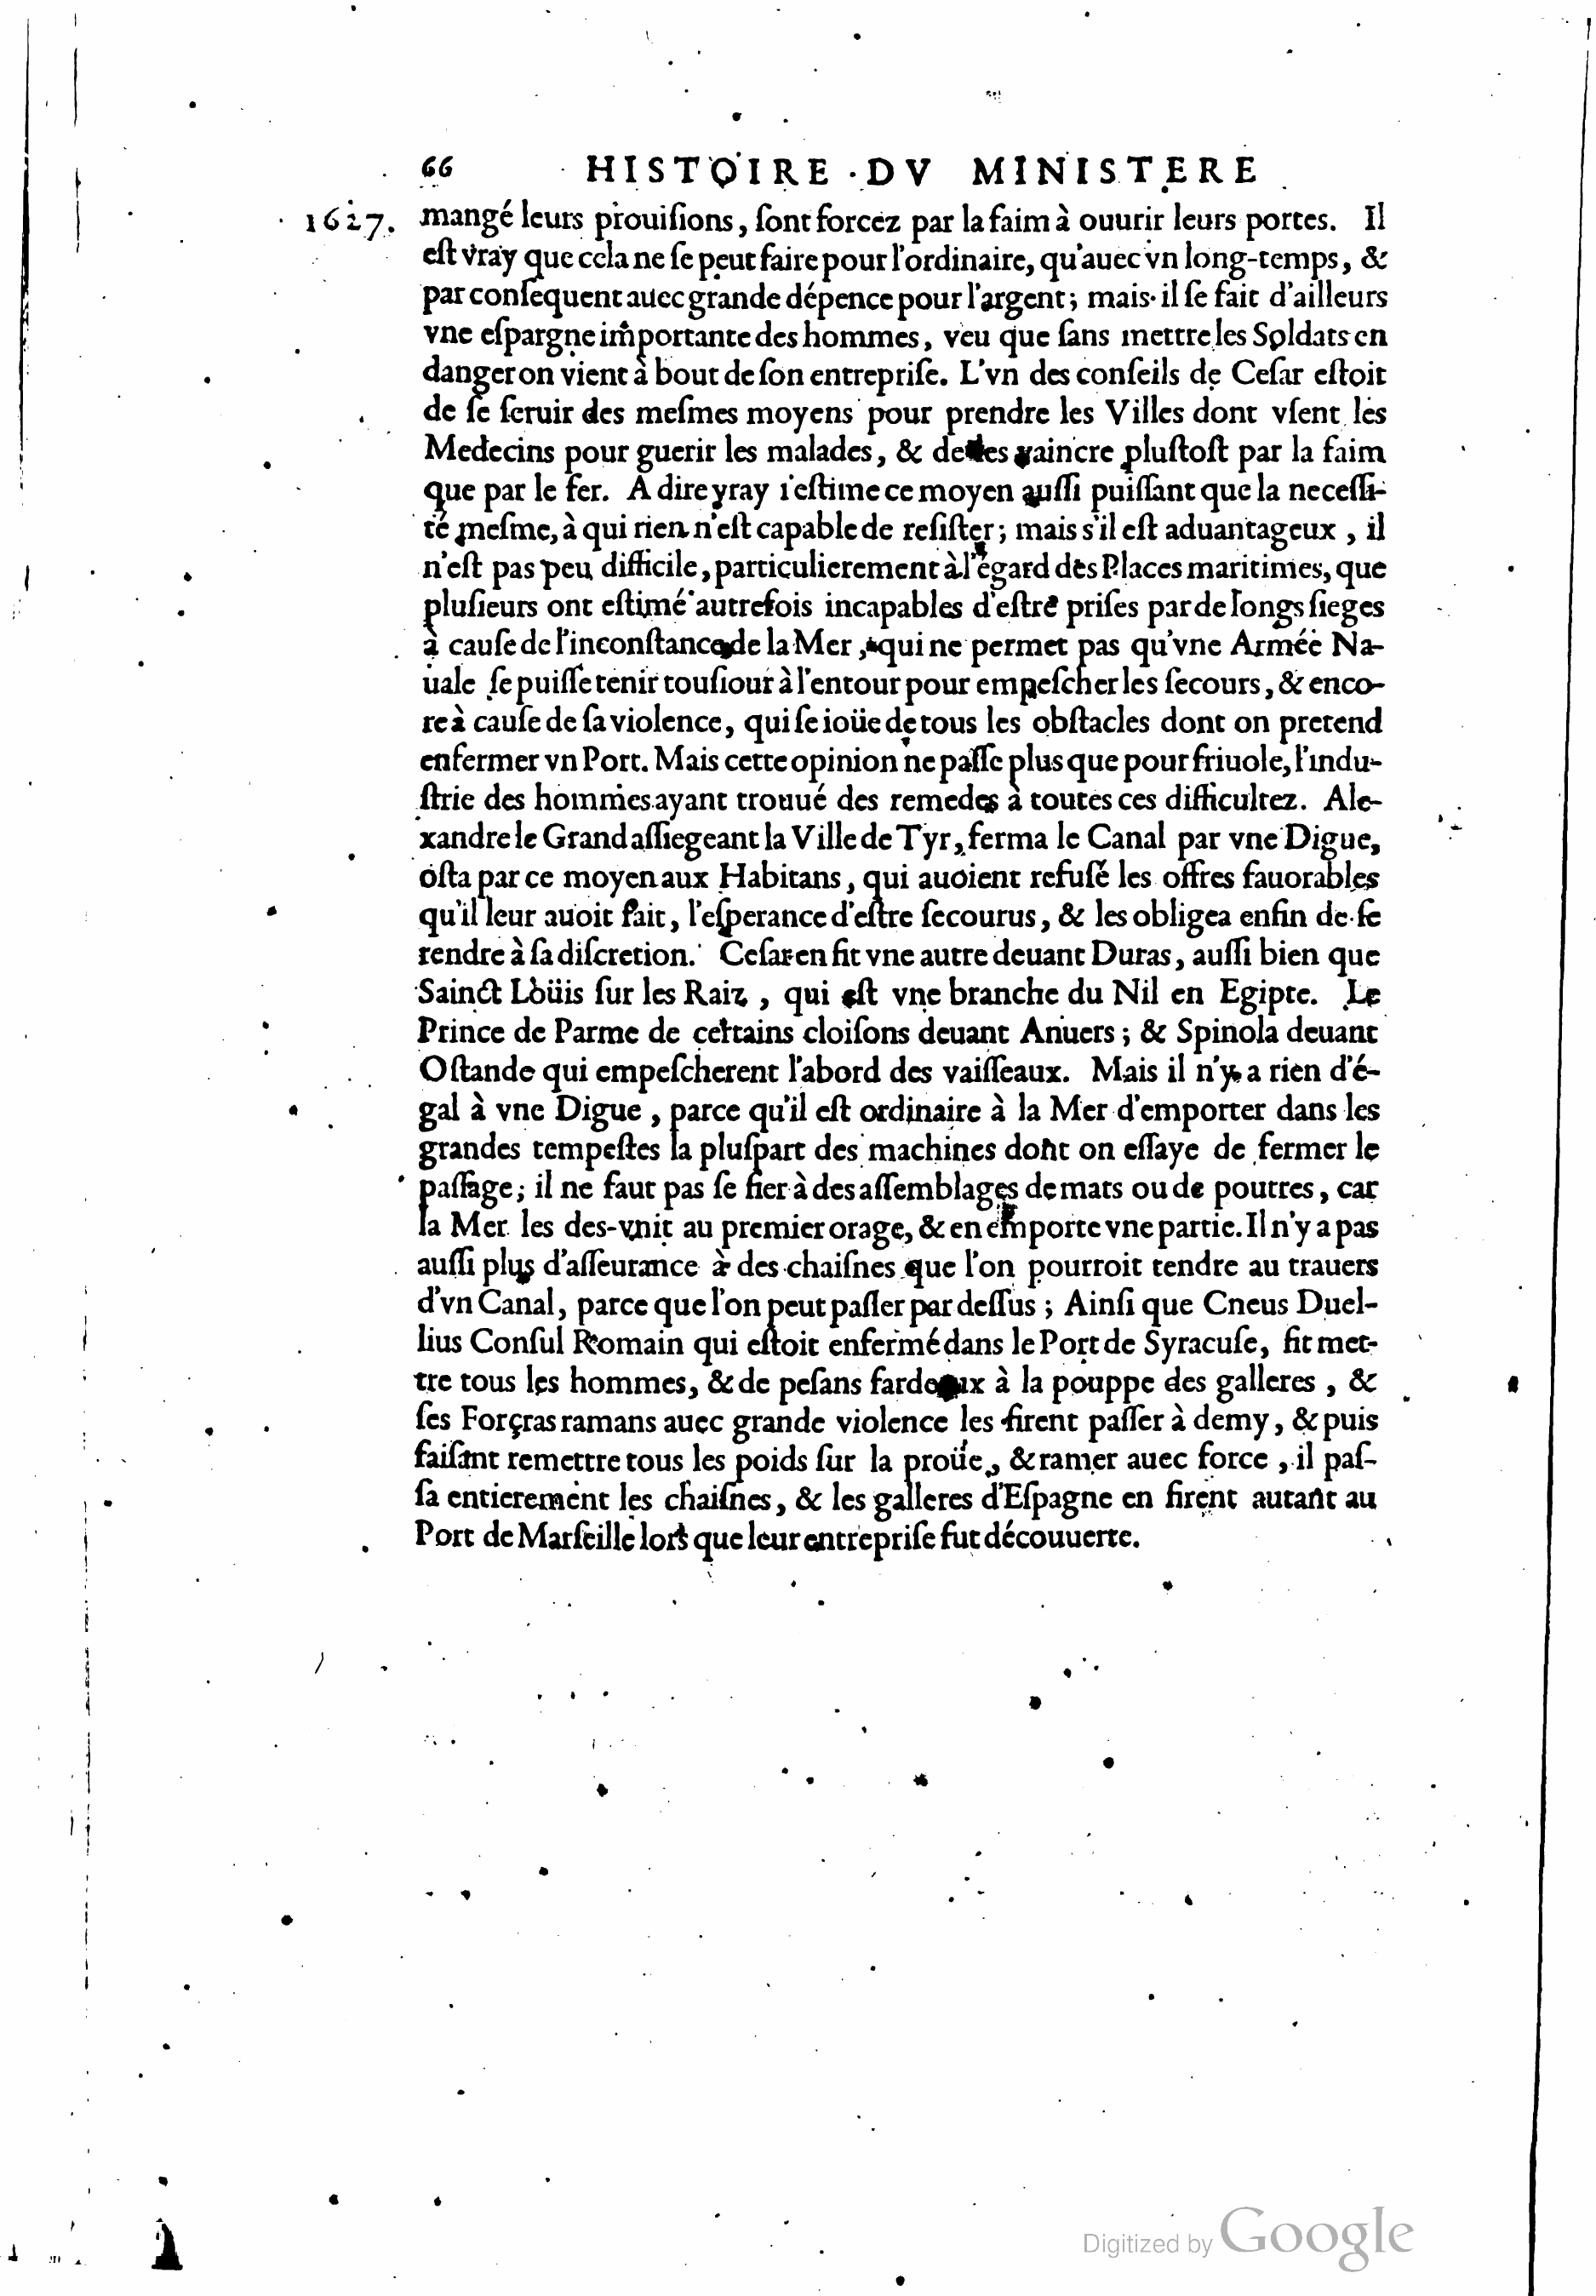 66 HISTOIRE DV MINISTERE
1627. mangé leurs prouiſions, ſont forcez par la faim à ouurir leurs portes. Il
eſt vray que cela ne ſe peut faire pour l'ordinaire, qu'auec vn long-temps, &
par conſequent auec grande dépence pour l'argent; mais il ſe fait d'ailleurs
vne eſpargne importante des hommes, veu que ſans mettre les Soldats en
danger on vient à bout de ſon entrepriſe. L'vn des conſeils de Ceſar eſtoit
de ſe ſeruir des meſmes moyens pour prendre les Villes dont vſent les
Medecins pour guerir les malades, & de les vaincre pluſtoſt par la faim
que par le fer. A dire vray i'eſtime ce moyen auſſi puiſſant que la neceſſi-
té meſme, à qui rien n'eſt capable de reſiſter; mais s'il eſt aduantageux, il
n'eſt pas peu difficile, particulierement à l'égard des Places maritimes, que
pluſieurs ont eſtimé autrefois incapables d'eſtre priſes par de longs ſieges
à cauſe de l'inconſtance de la Mer, qui ne permet pas qu'vne Armée Na-
uale ſe puiſſe tenir touſiour à l'entour pour empeſcher les ſecours, & enco-
re à cauſe de ſa violence, qui ſe ioüe de tous les obſtacles dont on pretend
enfermer vn Port. Mais cette opinion ne paſſe plus que pour friuole, l'indu-
ſtrie des hommes ayant trouué des remedes à toutes ces difficultez. Ale-
xandre le Grand aſſiegeant la Ville de Tyr, ferma le Canal par vne Digue,
oſta par ce moyen aux Habitans, qui auoient refuſé les offres fauorables
qu'il leur auoit fait, l'eſperance d'eſtre ſecourus, & les obligea enfin de ſe
rendre à ſa diſcretion. Ceſar en fit vne autre deuant Duras, auſſi bien que
Sainct Loüis ſur les Raiz, qui eſt vne branche du Nil en Egipte. Le
Prince de Parme de certains cloiſons deuant Anuers; & Spinola deuant
Oſtande qui empeſcherent l'abord des vaiſſeaux. Mais il n'y a rien d'é-
gal à vne Digue, parce qu'il eſt ordinaire à la Mer d'emporter dans les
grandes tempeſtes la pluſpart des machines dont on eſſaye de fermer le
paſſage; il ne faut pas ſe fier à des aſſemblages de mats ou de poutres, car
la Mer les des-vnit au premier orage, & en emporte vne partie. Il n'y a pas
auſſi plus d'aſſeurance à des chaiſnes que l'on pourroit tendre au trauers
d'vn Canal, parce que l'on peut paſſer par deſſus; Ainſi que Cneus Duel-
lius Conſul Romain qui eſtoit enfermé dans le Port de Syracuſe, fit met-
tre tous les hommes, & de peſans fardeaux à la pouppe des galleres, &
ſes Forçras ramans auec grande violence les firent paſſer à demy, & puis
faiſant remettre tous les poids ſur la proüe, & ramer auec force, il paſ-
ſa entierement les chaiſnes, & les galleres d'Eſpagne en firent autant au
Port de Marſeille lors que leur entrepriſe fut découuerte.
Digitized by Google